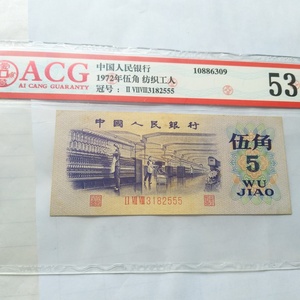 ACG
AI CANG GUARANTY
中国人民银行
1972年伍角 纺织工人
冠号： II VII VIII 3182555
10886309
53
中國人民銀行
伍角
5
WU
JIAO
II VII VIII 3182555